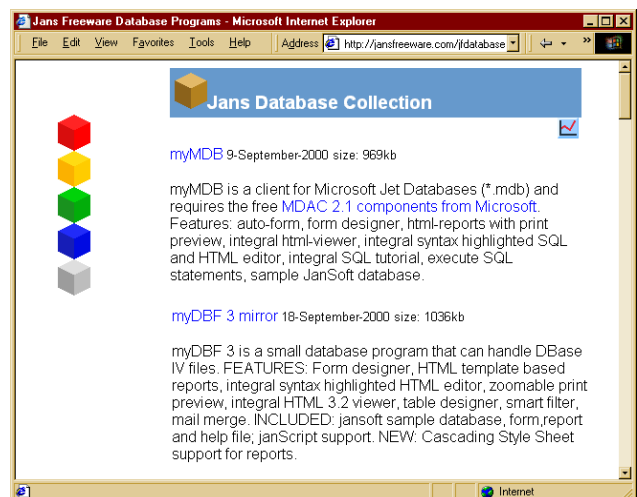 Jans Freeware Database Programs - Microsoft Internet Explorer
File Edit View Favorites Tools Help Address http://jansfreeware.com/jfdatabase »
Jans Database Collection
myMDB 9-September-2000 size: 969kb
myMDB is a client for Microsoft Jet Databases (*.mdb) and
requires the free MDAC 2.1 components from Microsoft.
Features: auto-form, form designer, html-reports with print
preview, integral html-viewer, integral syntax highlighted SQL
and HTML editor, integral SQL tutorial, execute SQL
statements, sample JanSoft database.
myDBF 3 mirror 18-September-2000 size: 1036kb
myDBF 3 is a small database program that can handle DBase
IV files. FEATURES: Form designer, HTML template based
reports, integral syntax highlighted HTML editor, zoomable print
preview, integral HTML 3.2 viewer, table designer, smart filter,
mail merge. INCLUDED: jansoft sample database, form,report
and help file; janScript support. NEW: Cascading Style Sheet
support for reports.
Internet